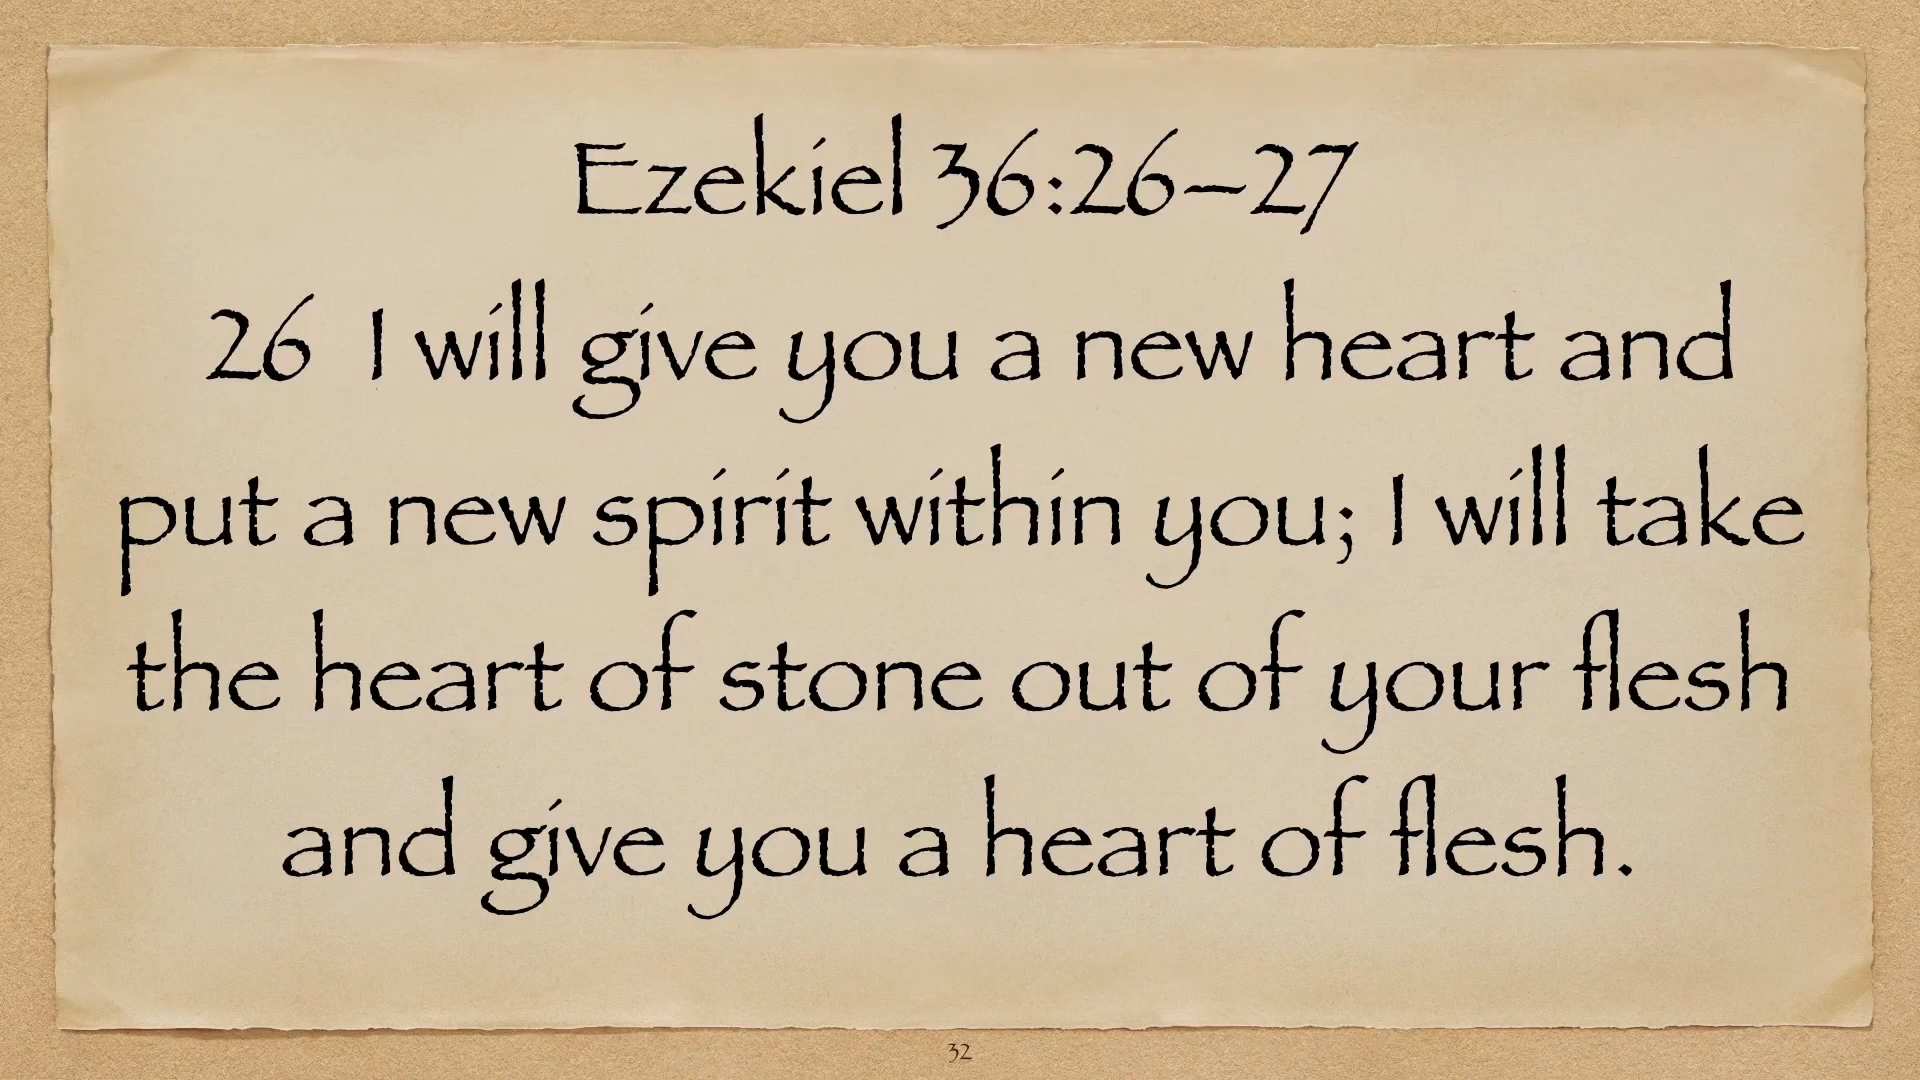 Ezekiel 36:26–27
26 I will give you a new heart and
put a new spirit within you; I will take
the heart of stone out of your flesh
and give you a heart of flesh.
32